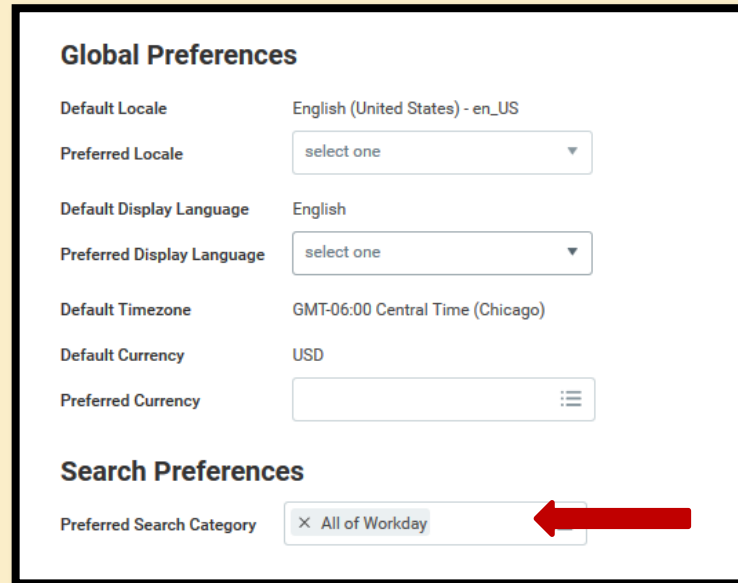 Global Preferences
Default Locale English (United States) - en_US
Preferred Locale select one
Default Display Language English
Preferred Display Language select one
Default Timezone GMT-06:00 Central Time (Chicago)
Default Currency USD
Preferred Currency
Search Preferences
Preferred Search Category × All of Workday